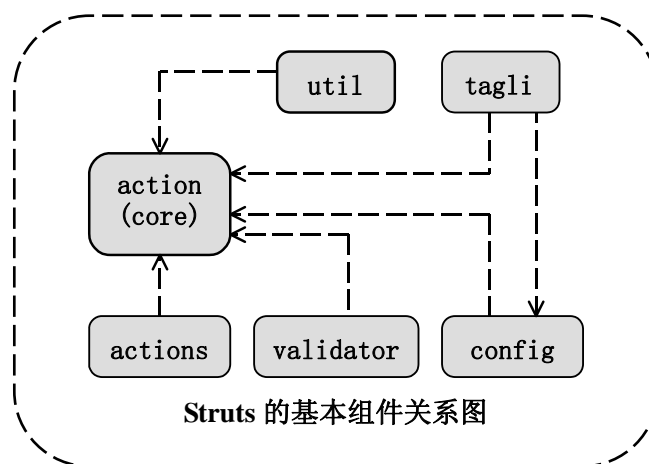 util
tagli
action
(core)
actions
validator
config
Struts 的基本组件关系图